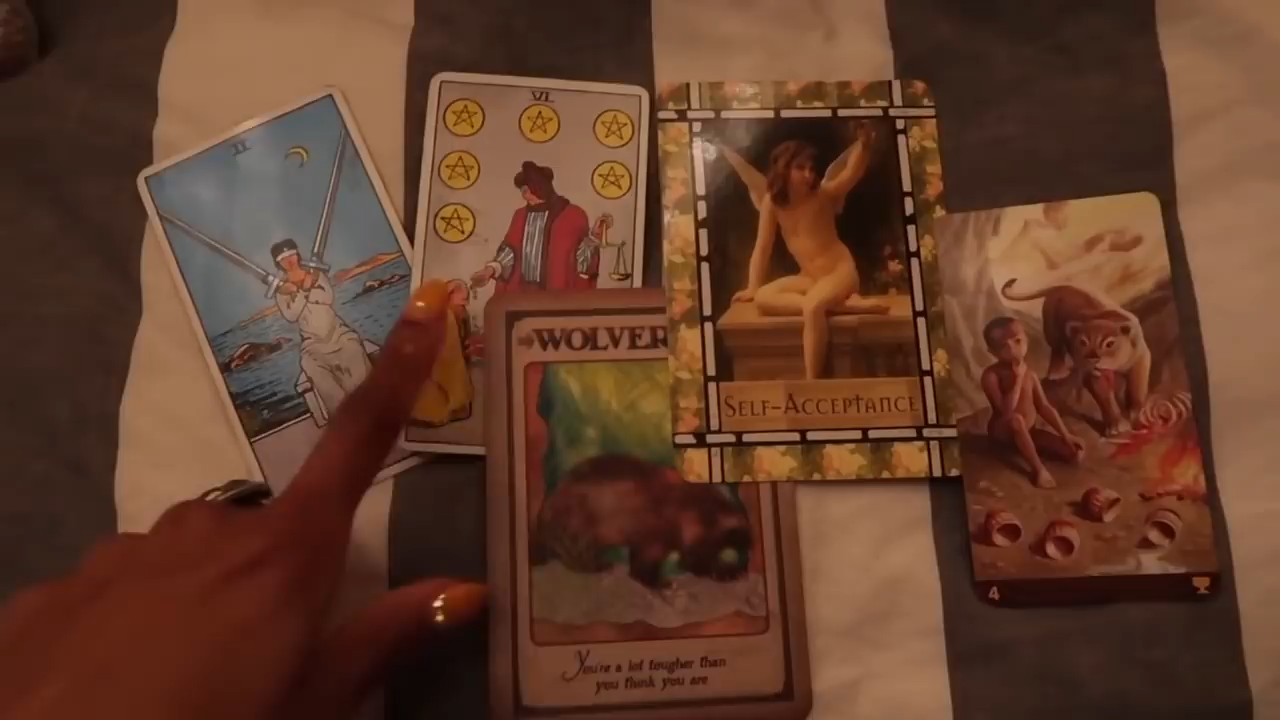 II
VI
WOLVER
SELF-ACCEPTANCE
You're a lot tougher than
you think you are
4